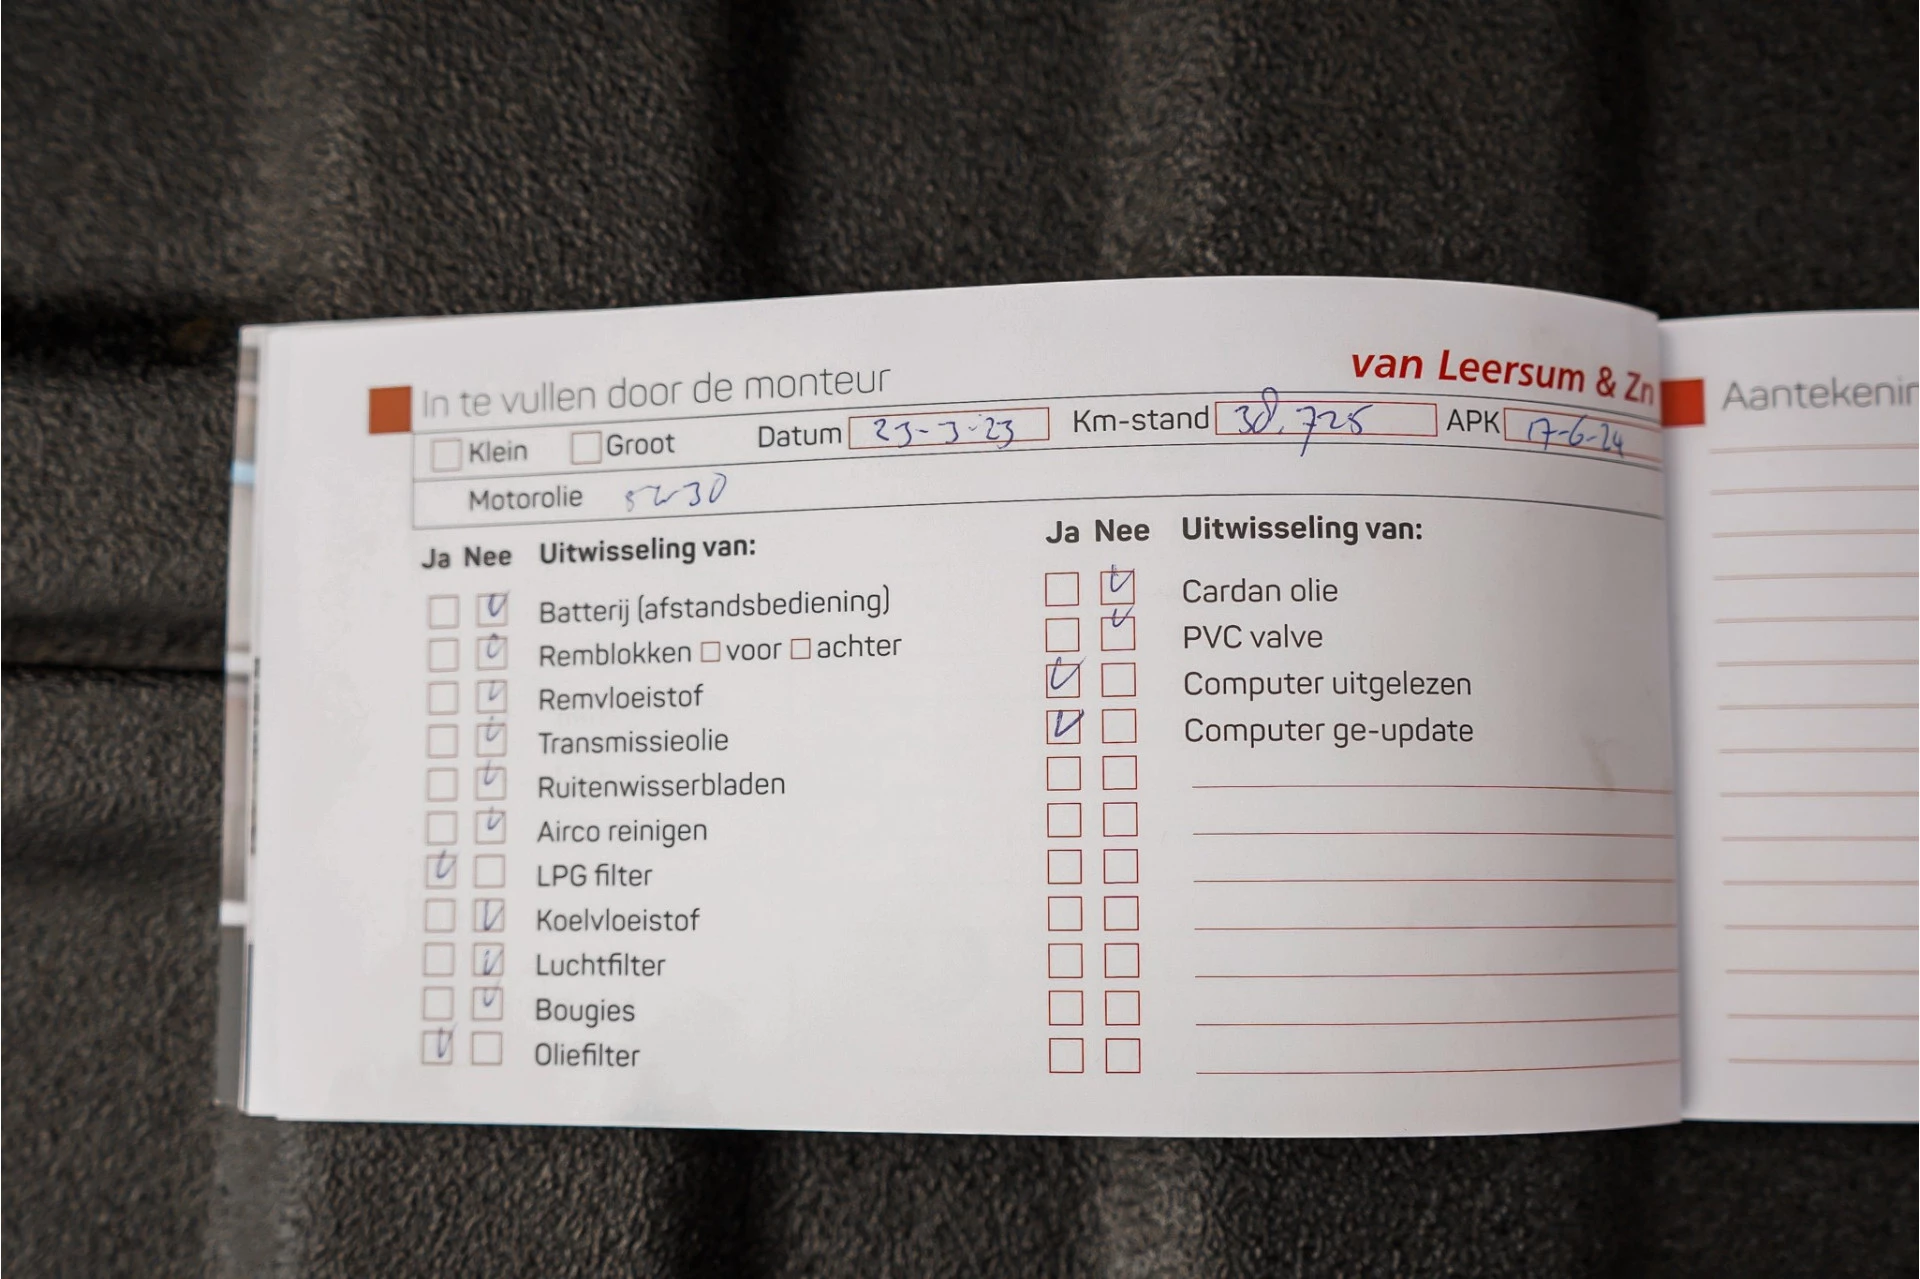 van Leersum & Zn
In te vullen door de monteur
Klein Groot Datum 23-3-23 Km-stand 38.725 APK 17-6-24
Motorolie 5W30
Ja Nee Uitwisseling van:
Batterij (afstandsbediening)
Remblokken voor achter
Remvloeistof
Transmissieolie
Ruitenwisserbladen
Airco reinigen
LPG filter
Koelvloeistof
Luchtfilter
Bougies
Oliefilter
Ja Nee Uitwisseling van:
Cardan olie
PVC valve
Computer uitgelezen
Computer ge-update
Aantekenin